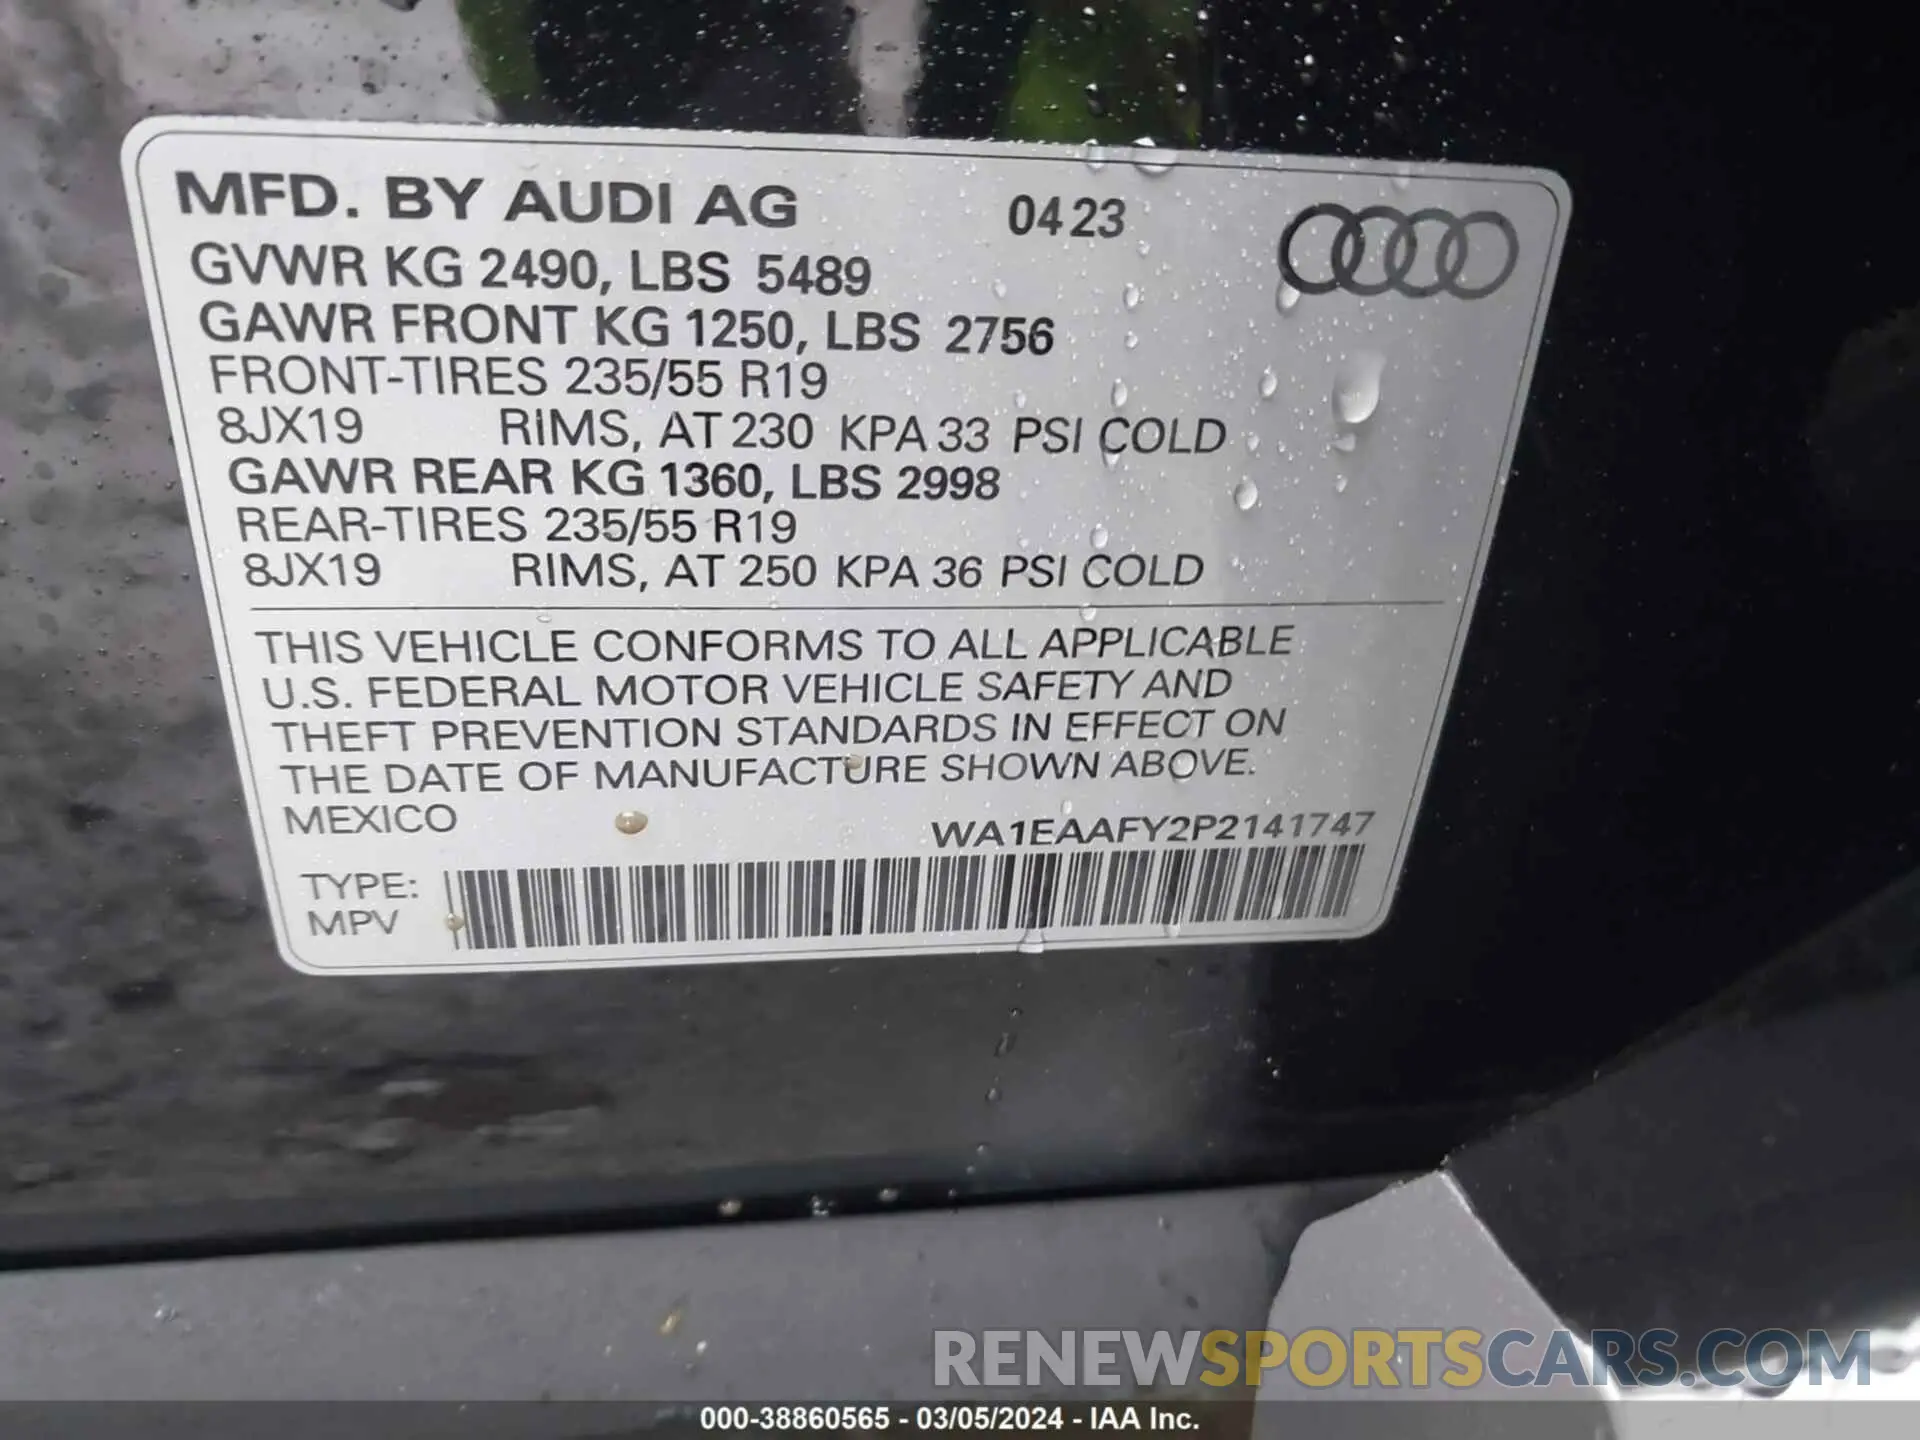 MFD. BY AUDI AG 0423
GVWR KG 2490, LBS 5489
GAWR FRONT KG 1250, LBS 2756
FRONT-TIRES 235/55 R19
8JX19 RIMS, AT 230 KPA 33 PSI COLD
GAWR REAR KG 1360, LBS 2998
REAR-TIRES 235/55 R19
8JX19 RIMS, AT 250 KPA 36 PSI COLD
THIS VEHICLE CONFORMS TO ALL APPLICABLE
U.S. FEDERAL MOTOR VEHICLE SAFETY AND
THEFT PREVENTION STANDARDS IN EFFECT ON
THE DATE OF MANUFACTURE SHOWN ABOVE.
MEXICO WA1EAAFY2P2141747
TYPE:
MPV
RENEWSPORTSCARS.COM
000-38860565 - 03/05/2024 - IAA Inc.